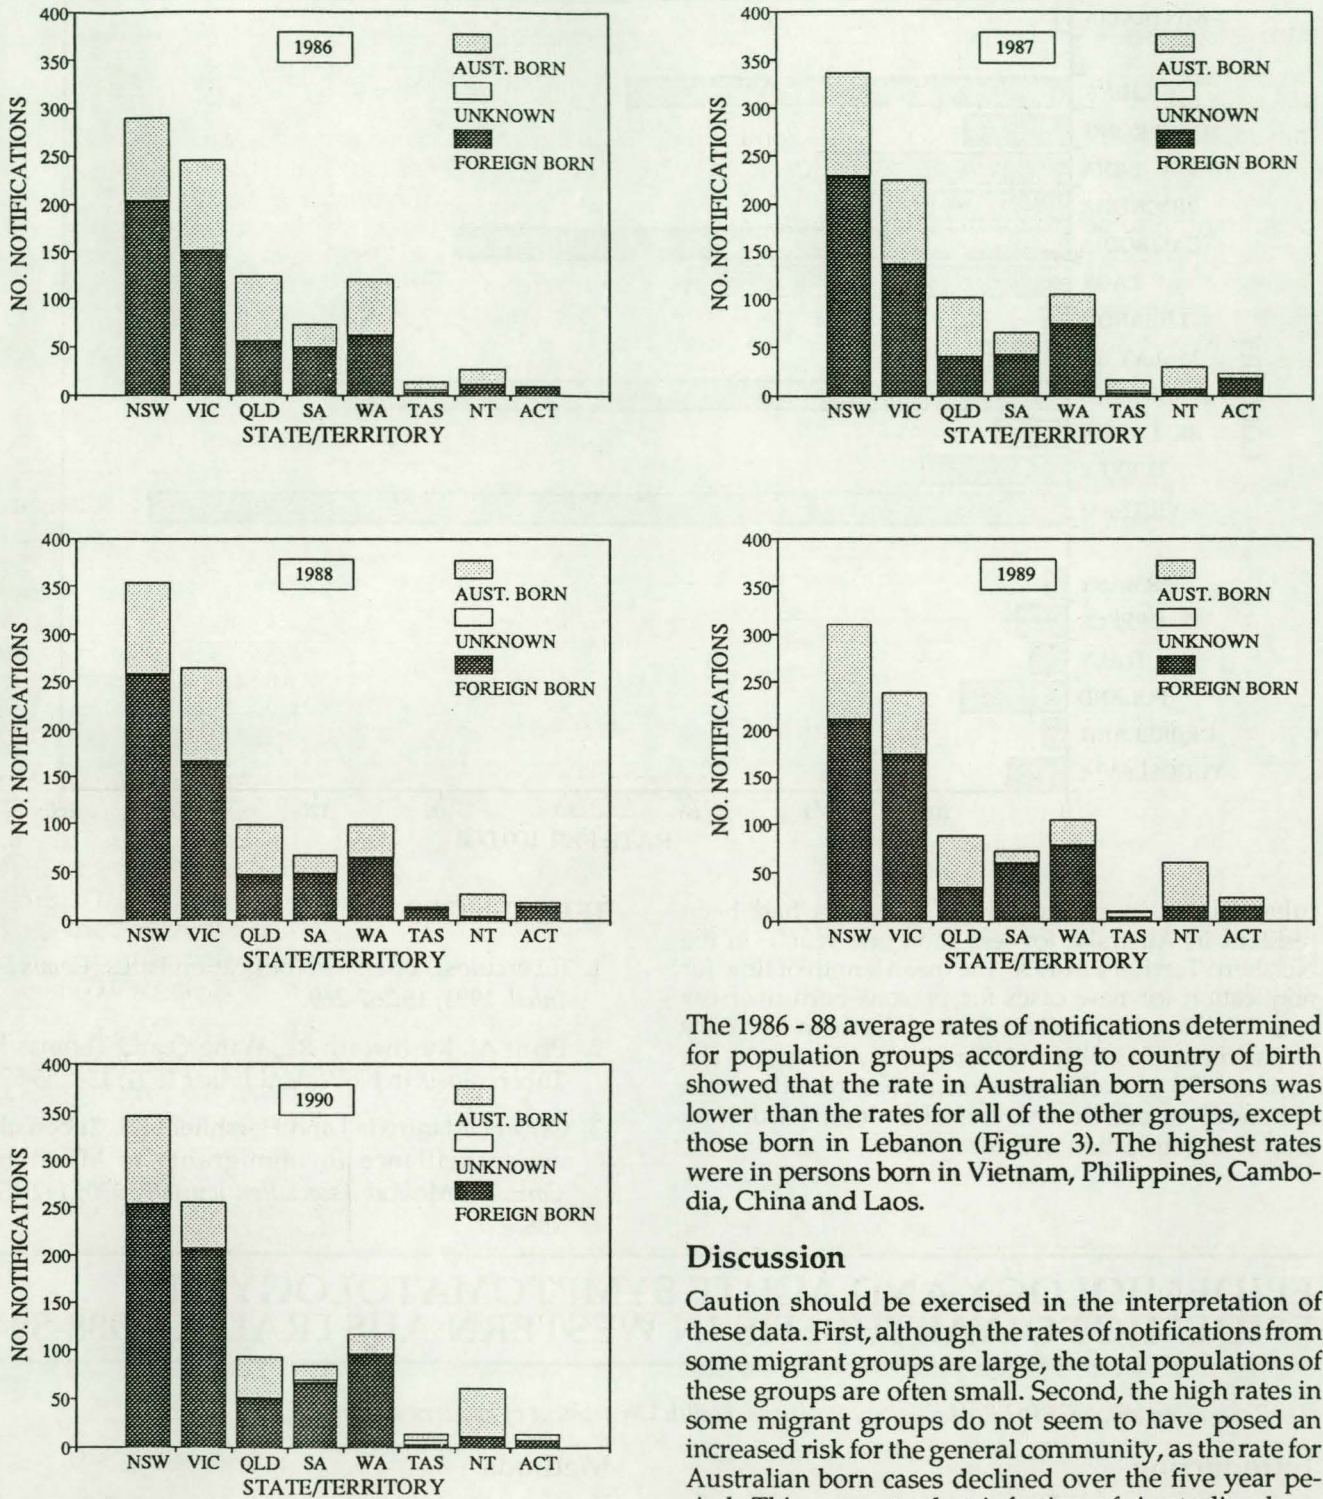 400
350
300
250
200
150
100
50
0
NO. NOTIFICATIONS
1986
AUST. BORN
UNKNOWN
FOREIGN BORN
NSW VIC QLD SA WA TAS NT ACT
STATE/TERRITORY
400
350
300
250
200
150
100
50
0
NO. NOTIFICATIONS
1987
AUST. BORN
UNKNOWN
FOREIGN BORN
NSW VIC QLD SA WA TAS NT ACT
STATE/TERRITORY
400
350
300
250
200
150
100
50
0
NO. NOTIFICATIONS
1988
AUST. BORN
UNKNOWN
FOREIGN BORN
NSW VIC QLD SA WA TAS NT ACT
STATE/TERRITORY
400
350
300
250
200
150
100
50
0
NO. NOTIFICATIONS
1989
AUST. BORN
UNKNOWN
FOREIGN BORN
NSW VIC QLD SA WA TAS NT ACT
STATE/TERRITORY
400
350
300
250
200
150
100
50
0
NO. NOTIFICATIONS
1990
AUST. BORN
UNKNOWN
FOREIGN BORN
NSW VIC QLD SA WA TAS NT ACT
STATE/TERRITORY
The 1986 - 88 average rates of notifications determined
for population groups according to country of birth
showed that the rate in Australian born persons was
lower than the rates for all of the other groups, except
those born in Lebanon (Figure 3). The highest rates
were in persons born in Vietnam, Philippines, Cambo-
dia, China and Laos.
Discussion
Caution should be exercised in the interpretation of
these data. First, although the rates of notifications from
some migrant groups are large, the total populations of
these groups are often small. Second, the high rates in
some migrant groups do not seem to have posed an
increased risk for the general community, as the rate for
Australian born cases declined over the five year pe-